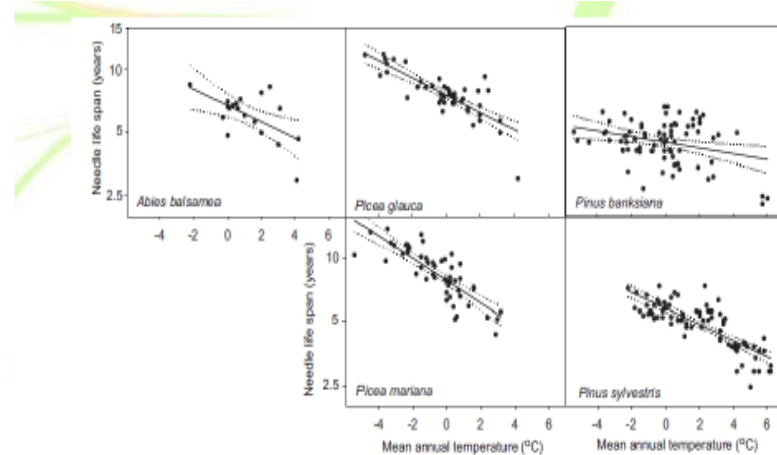 15
10
5
2.5
Needle life span (years)
Abies balsamea
Picea glauca
Pinus banksiana
-4 -2 0 2 4 6
10
5
2.5
Needle life span (years)
Picea mariana
Pinus sylvestris
-4 -2 0 2 4 6
-4 -2 0 2 4 6
Mean annual temperature (ºC)
Mean annual temperature (ºC)